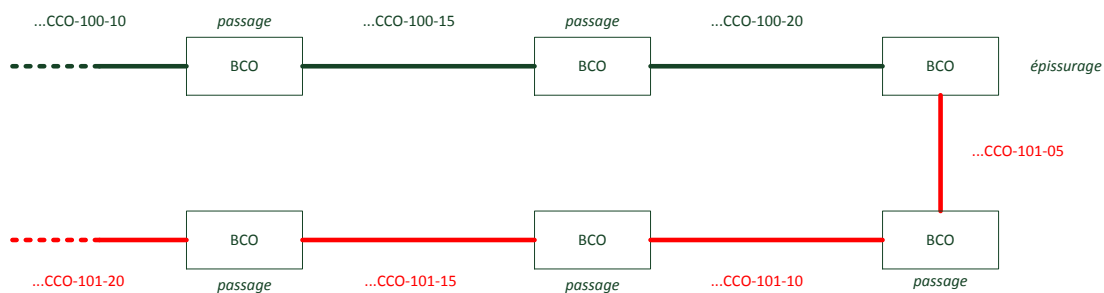 ...CCO-100-10
passage
...CCO-100-15
passage
...CCO-100-20
BCO
BCO
BCO
épissurage
...CCO-101-05
BCO
BCO
BCO
...CCO-101-20
passage
...CCO-101-15
passage
...CCO-101-10
passage